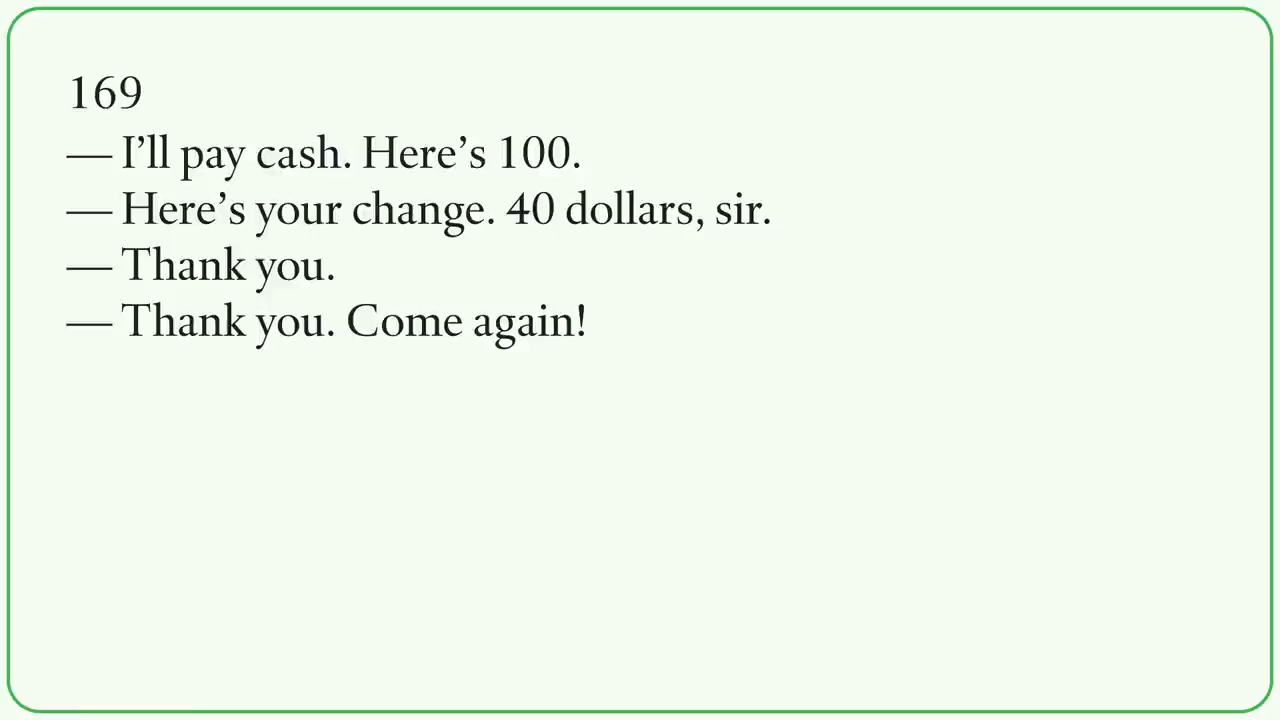 169
— I’ll pay cash. Here’s 100.
— Here’s your change. 40 dollars, sir.
— Thank you.
— Thank you. Come again!